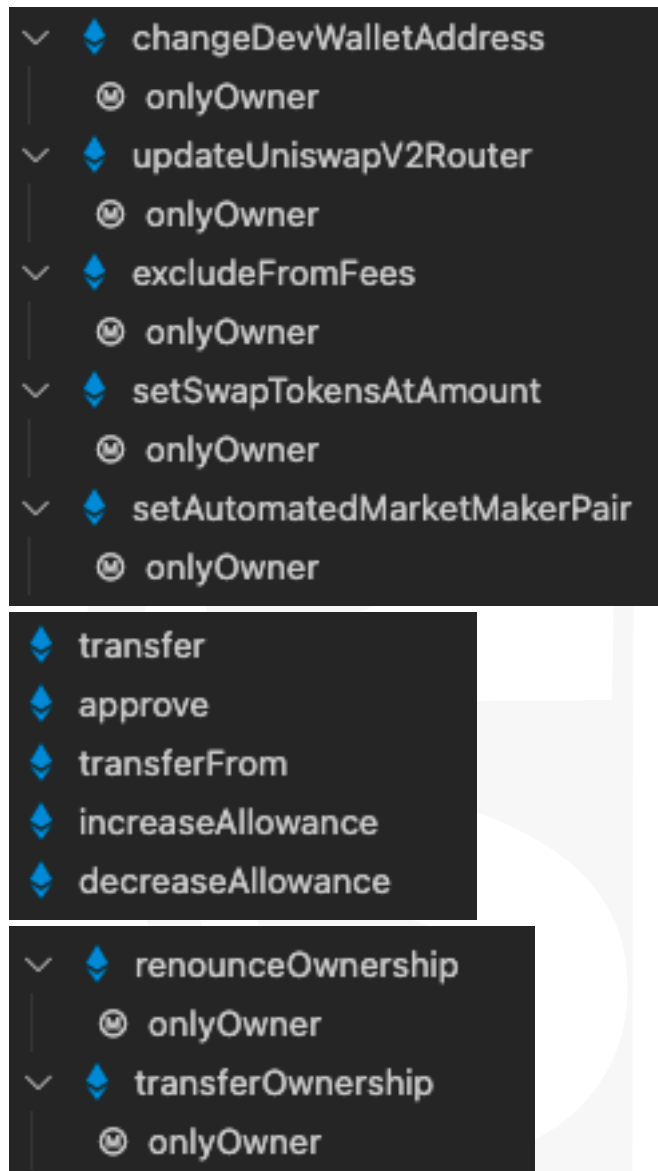 changeDevWalletAddress
onlyOwner
updateUniswapV2Router
onlyOwner
excludeFromFees
onlyOwner
setSwapTokensAtAmount
onlyOwner
setAutomatedMarketMakerPair
onlyOwner
transfer
approve
transferFrom
increaseAllowance
decreaseAllowance
renounceOwnership
onlyOwner
transferOwnership
onlyOwner